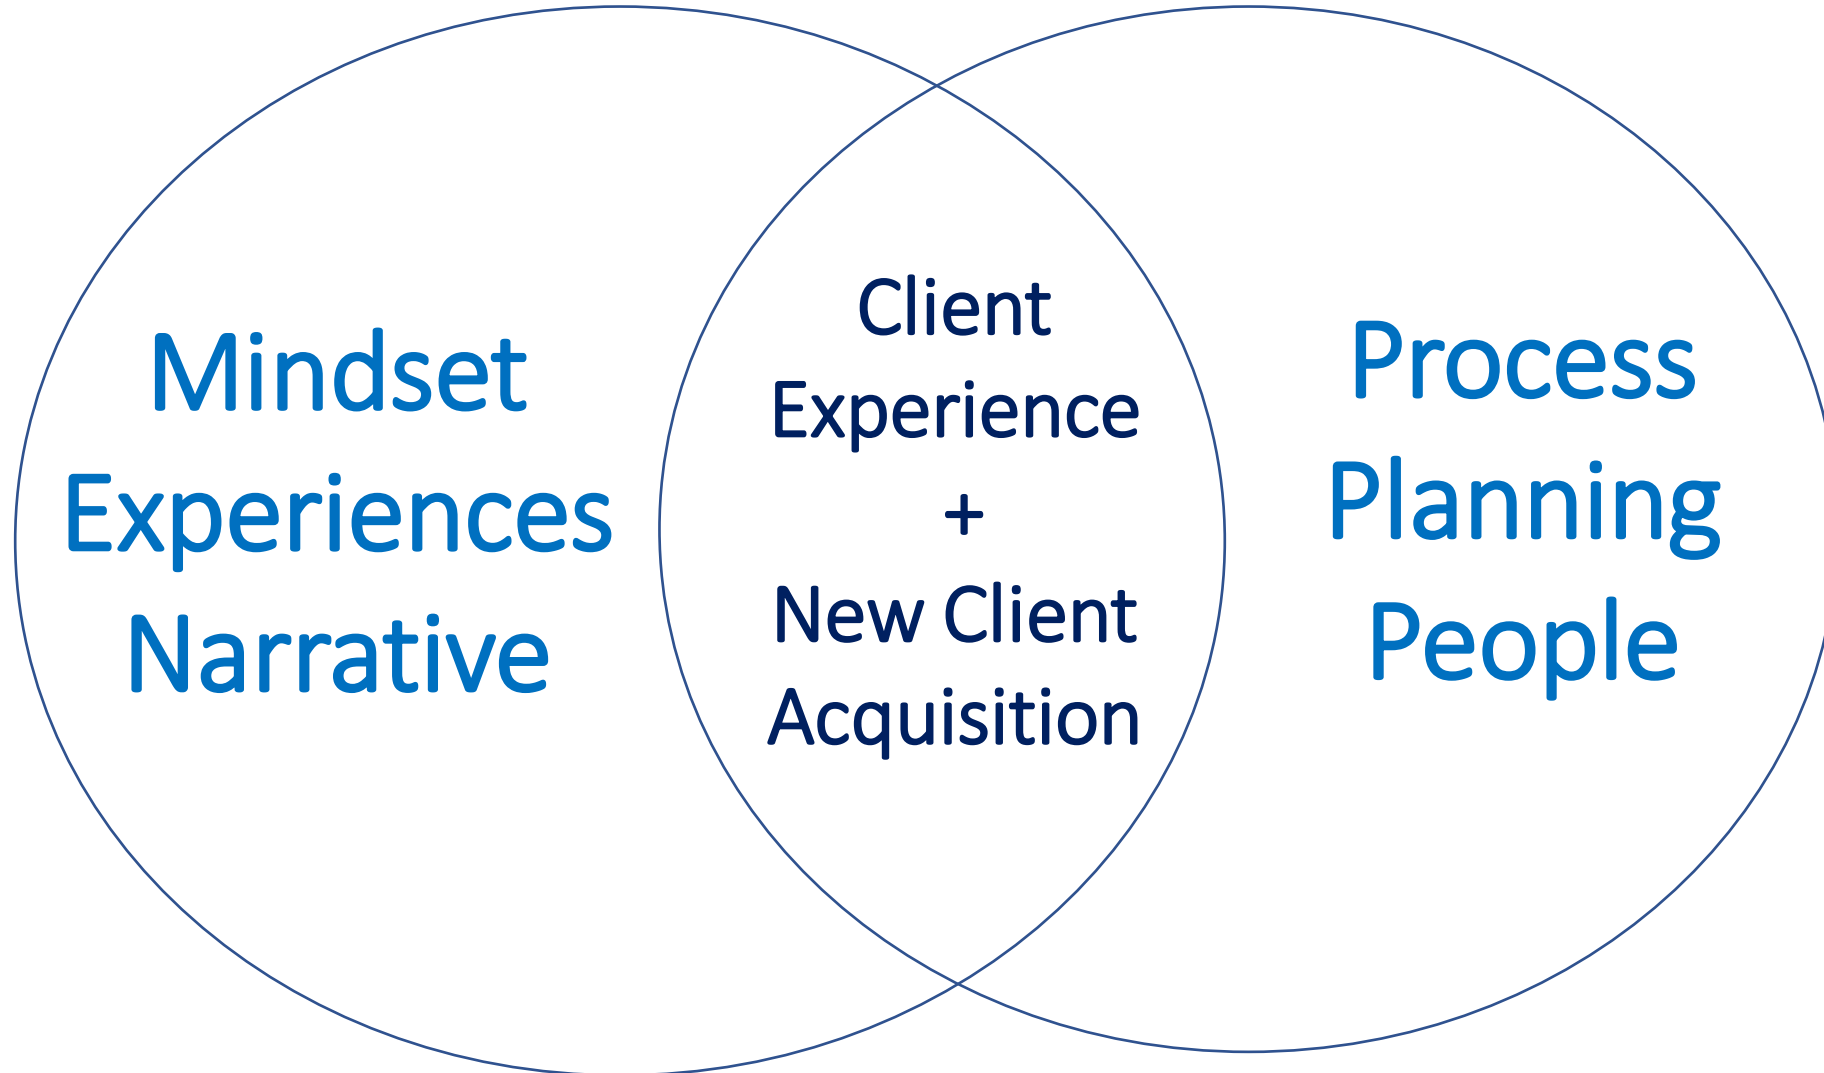 Mindset
Experiences
Narrative
Client
Experience
+
New Client
Acquisition
Process
Planning
People